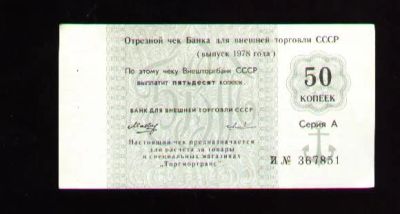 Отрезной чек Банка для внешней торговли СССР
( выпуск 1978 года )
По этому чеку Внешторгбанк СССР
выплатит пятьдесят копеек.
50
КОПЕЕК
БАНК ДЛЯ ВНЕШНЕЙ ТОРГОВЛИ СССР
Серия А
Настоящий чек предназначается
для расчета за товары
в специальных магазинах
"Торгмортранс"
И № 367851